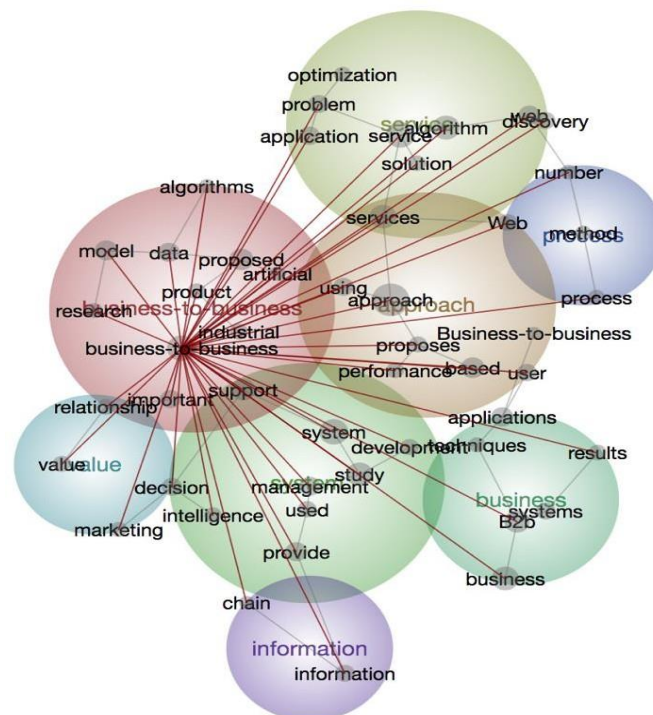 optimization
problem
web
service
algorithm
discovery
application
service
solution
number
algorithms
services
Web
method
process
model
data
proposed
artificial
using
product
approach
approach
process
research
business-to-business
industrial
Business-to-business
business-to-business
proposes
performance
based
user
support
relationship
important
applications
system
development
techniques
results
value
value
decision
system
management
study
business
intelligence
used
systems
B2b
marketing
provide
business
chain
information
information